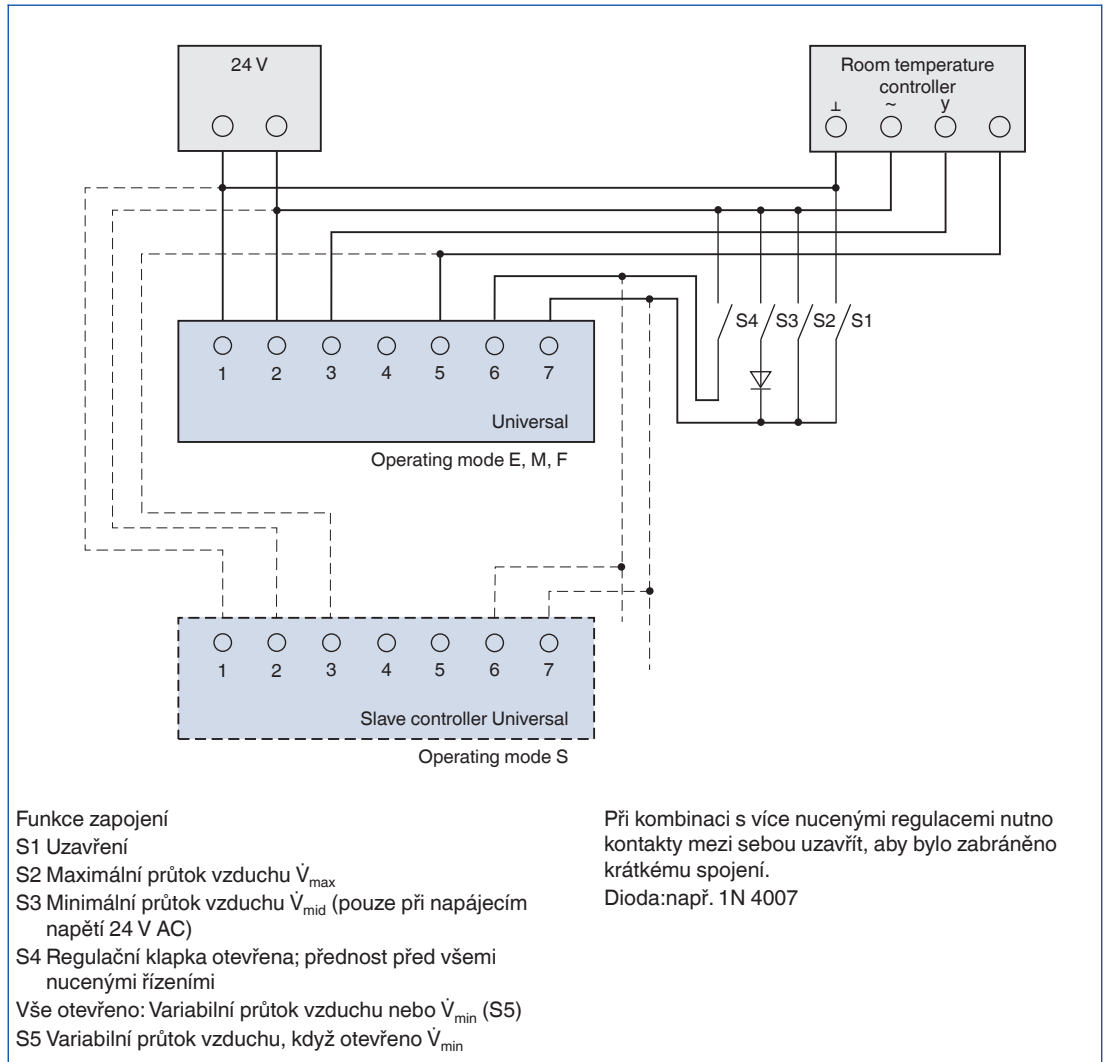 24 V
Room temperature
controller
⊥ ~ y
S4 S3 S2 S1
1 2 3 4 5 6 7
Universal
Operating mode E, M, F
1 2 3 4 5 6 7
Slave controller Universal
Operating mode S
Funkce zapojení
S1 Uzavření
S2 Maximální průtok vzduchu V̇max
S3 Minimální průtok vzduchu V̇mid (pouze při napájecím
napětí 24 V AC)
S4 Regulační klapka otevřena; přednost před všemi
nucenými řízeními
Vše otevřeno: Variabilní průtok vzduchu nebo V̇min (S5)
S5 Variabilní průtok vzduchu, když otevřeno V̇min
Při kombinaci s více nucenými regulacemi nutno
kontakty mezi sebou uzavřít, aby bylo zabráněno
krátkému spojení.
Dioda:např. 1N 4007